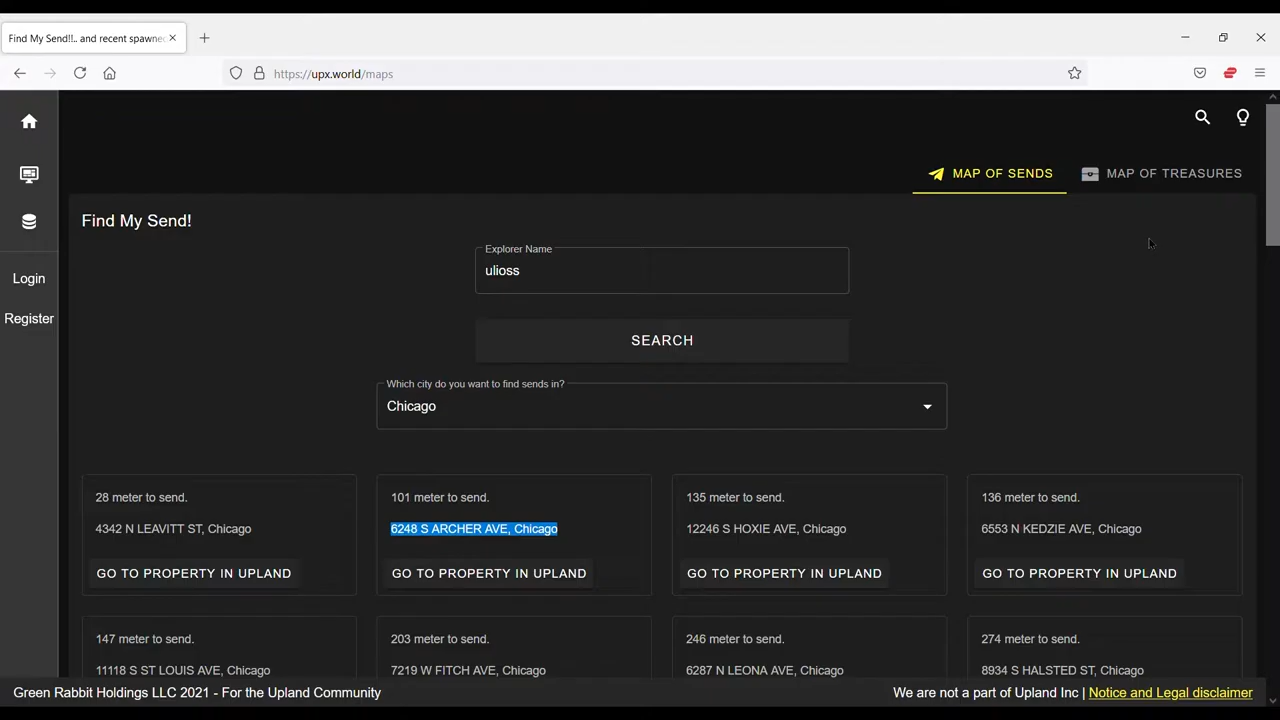 Find My Send!!.. and recent spawne
https://upx.world/maps
MAP OF SENDS
MAP OF TREASURES
Login
Register
Find My Send!
Explorer Name
ulioss
SEARCH
Which city do you want to find sends in?
Chicago
28 meter to send.
4342 N LEAVITT ST, Chicago
GO TO PROPERTY IN UPLAND
101 meter to send.
6248 S ARCHER AVE, Chicago
GO TO PROPERTY IN UPLAND
135 meter to send.
12246 S HOXIE AVE, Chicago
GO TO PROPERTY IN UPLAND
136 meter to send.
6553 N KEDZIE AVE, Chicago
GO TO PROPERTY IN UPLAND
147 meter to send.
11118 S ST LOUIS AVE, Chicago
203 meter to send.
7219 W FITCH AVE, Chicago
246 meter to send.
6287 N LEONA AVE, Chicago
274 meter to send.
8934 S HALSTED ST, Chicago
Green Rabbit Holdings LLC 2021 - For the Upland Community
We are not a part of Upland Inc | Notice and Legal disclaimer